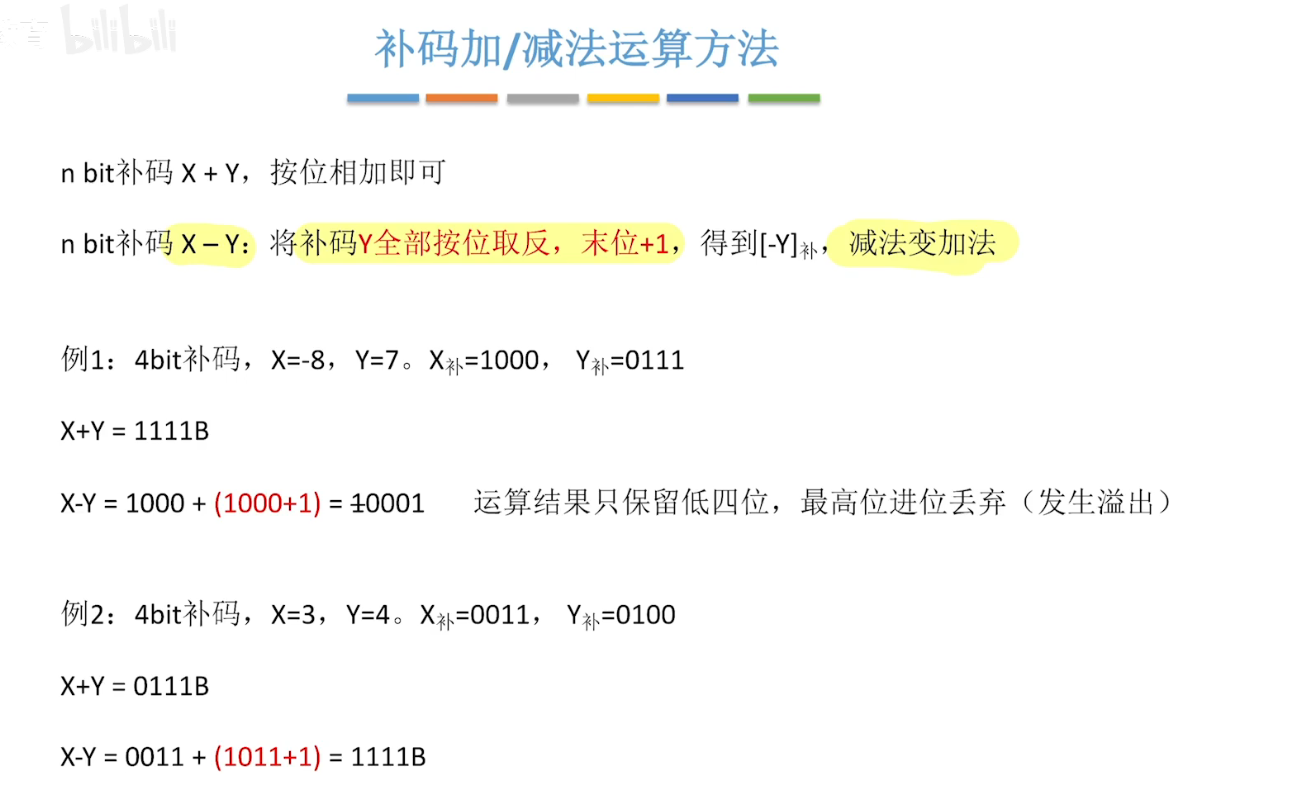 bilibili
补码加/减法运算方法
n bit补码 X + Y，按位相加即可
n bit补码 X – Y：将补码Y全部按位取反，末位+1，得到[-Y]补，减法变加法
例1：4bit补码，X=-8，Y=7。X补=1000， Y补=0111
X+Y = 1111B
X-Y = 1000 + (1000+1) = 10001 运算结果只保留低四位，最高位进位丢弃（发生溢出）
例2：4bit补码，X=3，Y=4。X补=0011， Y补=0100
X+Y = 0111B
X-Y = 0011 + (1011+1) = 1111B